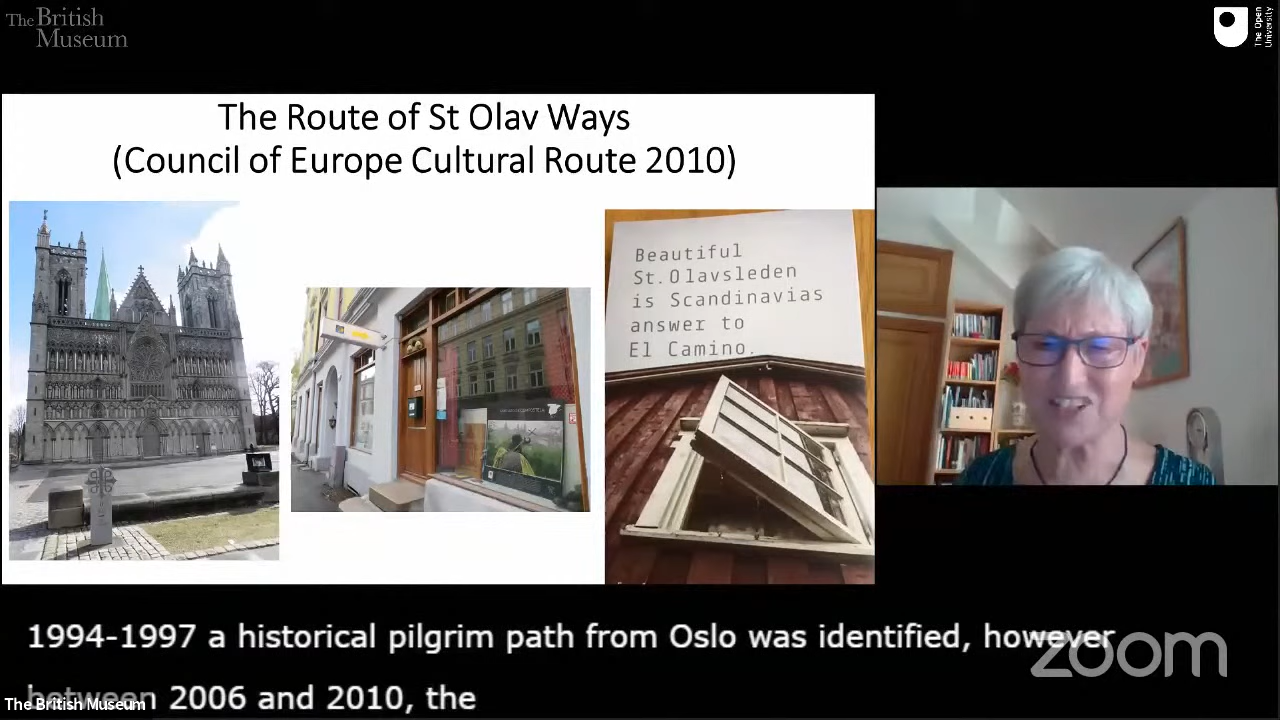 The British
Museum
The Open
University
The Route of St Olav Ways
(Council of Europe Cultural Route 2010)
Beautiful
St.Olavsleden
is Scandinavias
answer to
El Camino.
1994-1997 a historical pilgrim path from Oslo was identified, however
between 2006 and 2010, the
zoom
The British Museum